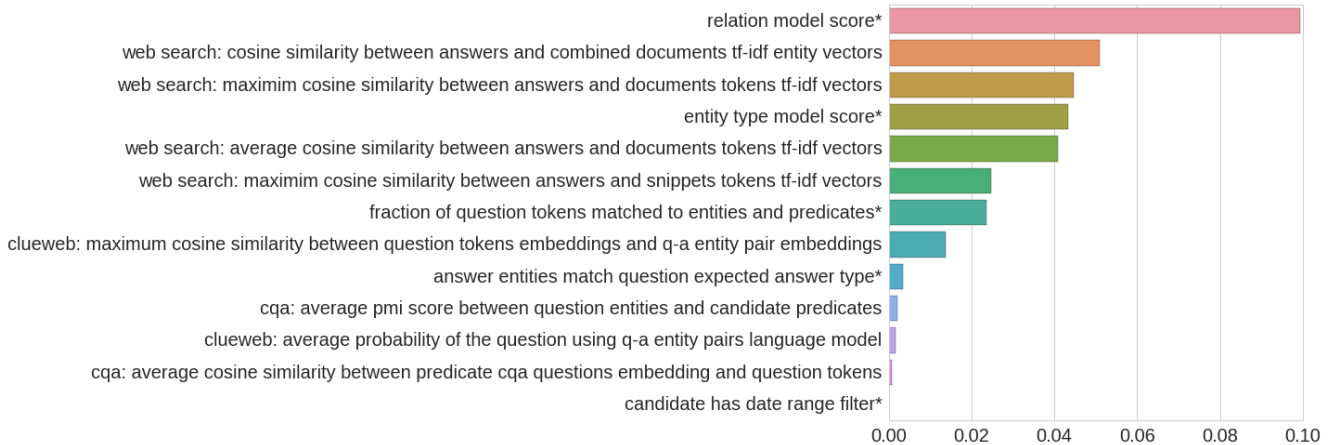 relation model score*
web search: cosine similarity between answers and combined documents tf-idf entity vectors
web search: maximim cosine similarity between answers and documents tokens tf-idf vectors
entity type model score*
web search: average cosine similarity between answers and documents tokens tf-idf vectors
web search: maximim cosine similarity between answers and snippets tokens tf-idf vectors
fraction of question tokens matched to entities and predicates*
clueweb: maximum cosine similarity between question tokens embeddings and q-a entity pair embeddings
answer entities match question expected answer type*
cqa: average pmi score between question entities and candidate predicates
clueweb: average probability of the question using q-a entity pairs language model
cqa: average cosine similarity between predicate cqa questions embedding and question tokens
candidate has date range filter*
0.00 0.02 0.04 0.06 0.08 0.10